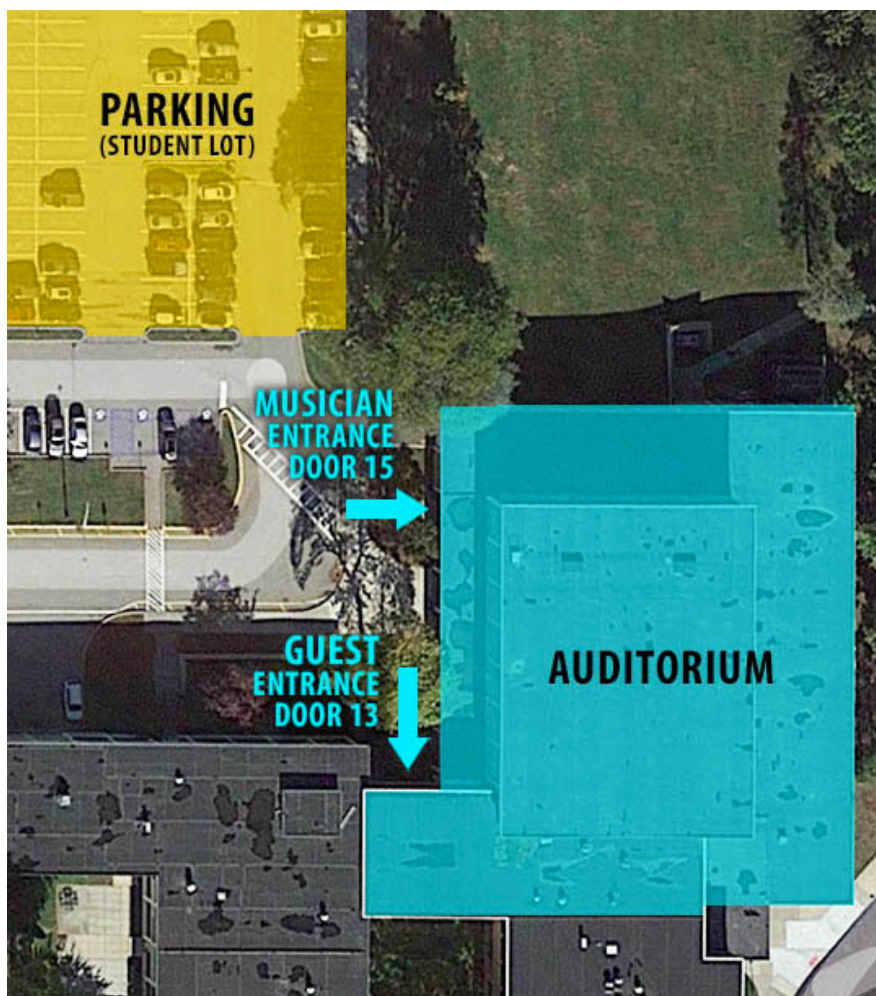 PARKING
(STUDENT LOT)
MUSICIAN
ENTRANCE
DOOR 15
GUEST
ENTRANCE
DOOR 13
AUDITORIUM